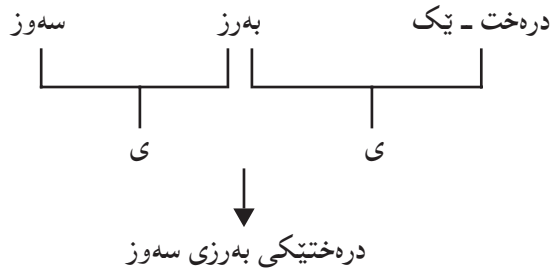 درەخت ـ ێک بەرز سەوز
ی ی
درەختێکی بەرزی سەوز